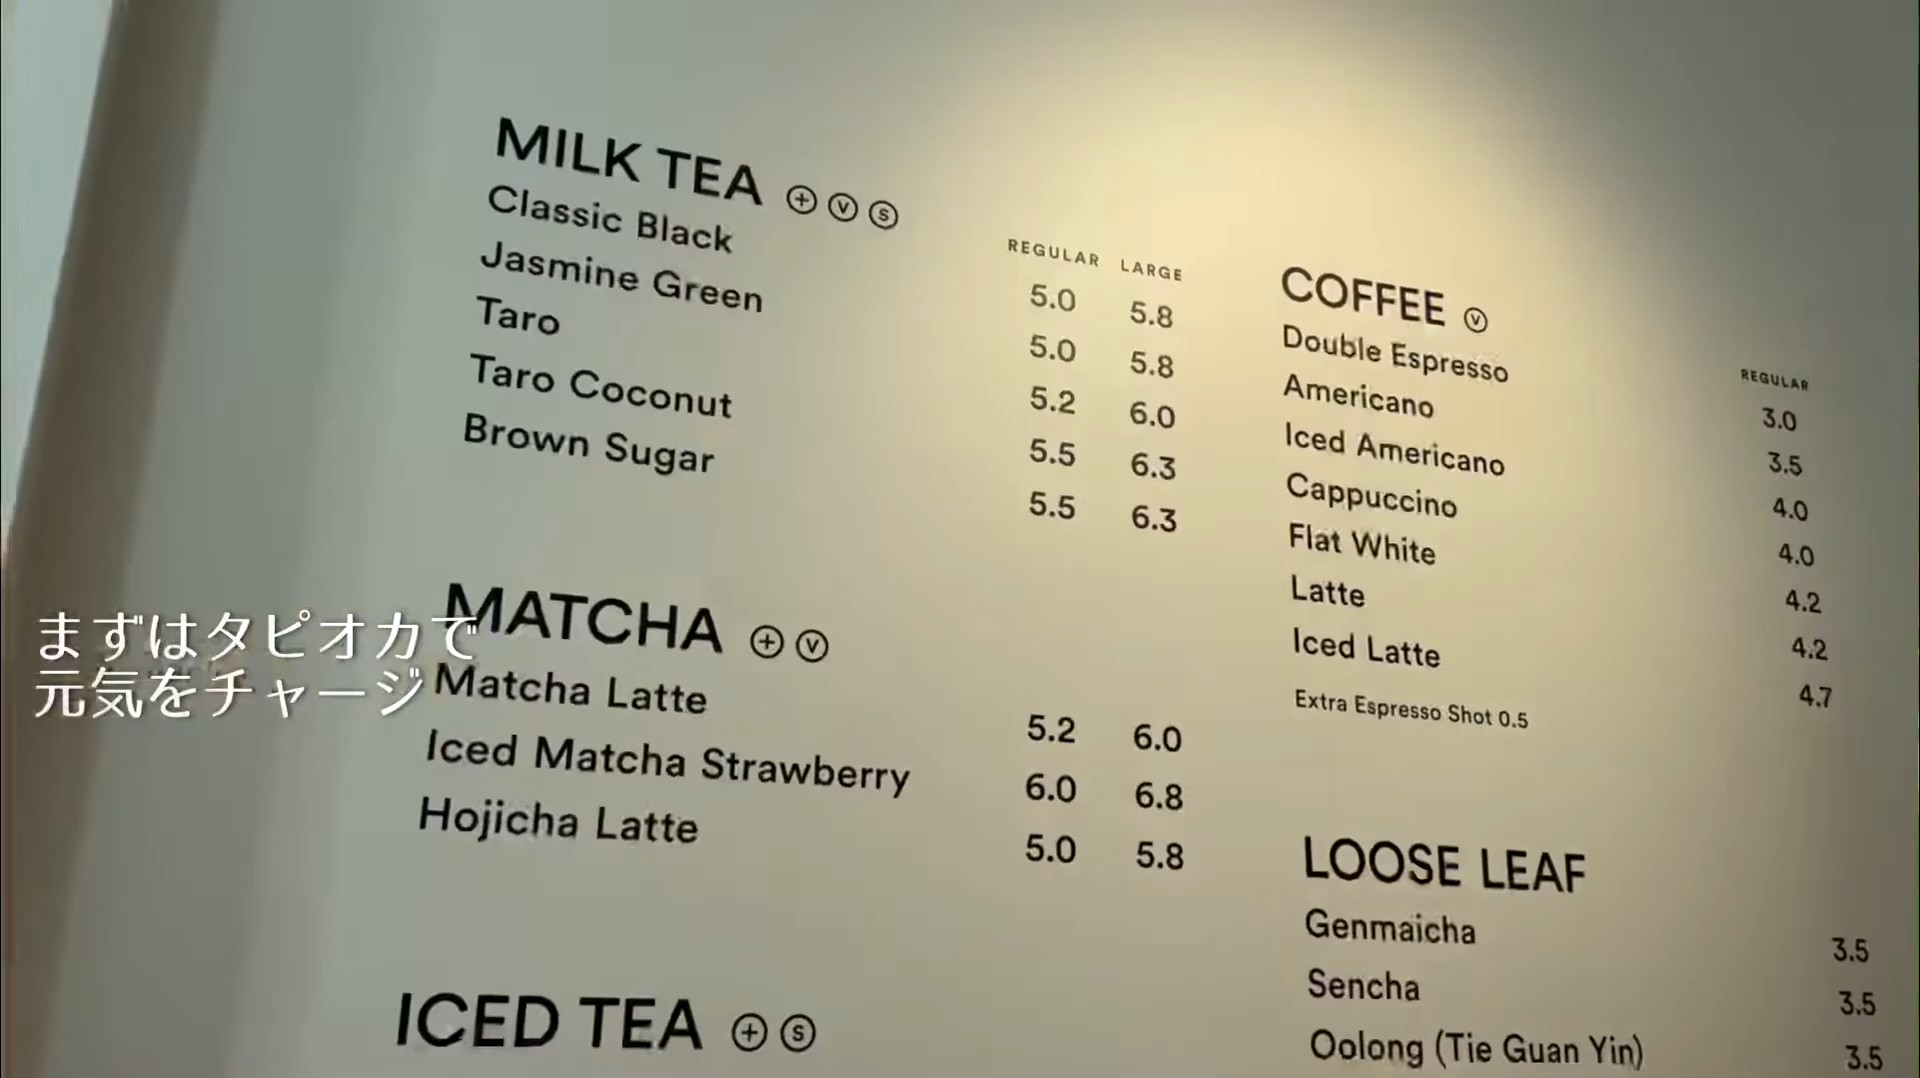 MILK TEA + V S
REGULAR LARGE
Classic Black 5.0 5.8
Jasmine Green 5.0 5.8
Taro 5.2 6.0
Taro Coconut 5.5 6.3
Brown Sugar 5.5 6.3
MATCHA + V
Matcha Latte 5.2 6.0
Iced Matcha Strawberry 6.0 6.8
Hojicha Latte 5.0 5.8
ICED TEA + S
COFFEE V
REGULAR
Double Espresso 3.0
Americano 3.5
Iced Americano 4.0
Cappuccino 4.0
Flat White 4.2
Latte 4.2
Iced Latte 4.7
Extra Espresso Shot 0.5
LOOSE LEAF
Genmaicha 3.5
Sencha 3.5
Oolong (Tie Guan Yin) 3.5
まずはタピオカで
元気をチャージ